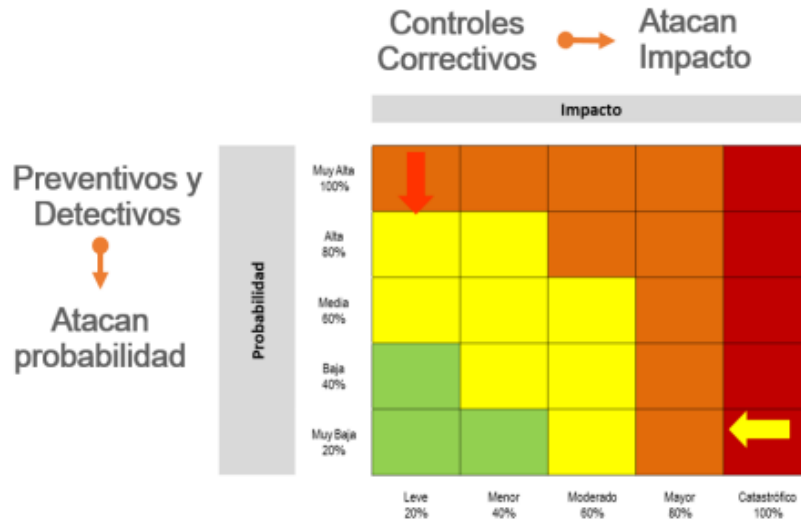 Controles
Correctivos
Atacan
Impacto
Impacto
Preventivos y
Detectivos
Atacan
probabilidad
Probabilidad
Muy Alta
100%
Alta
80%
Media
60%
Baja
40%
Muy Baja
20%
Leve
20%
Menor
40%
Moderado
60%
Mayor
80%
Catastrófico
100%